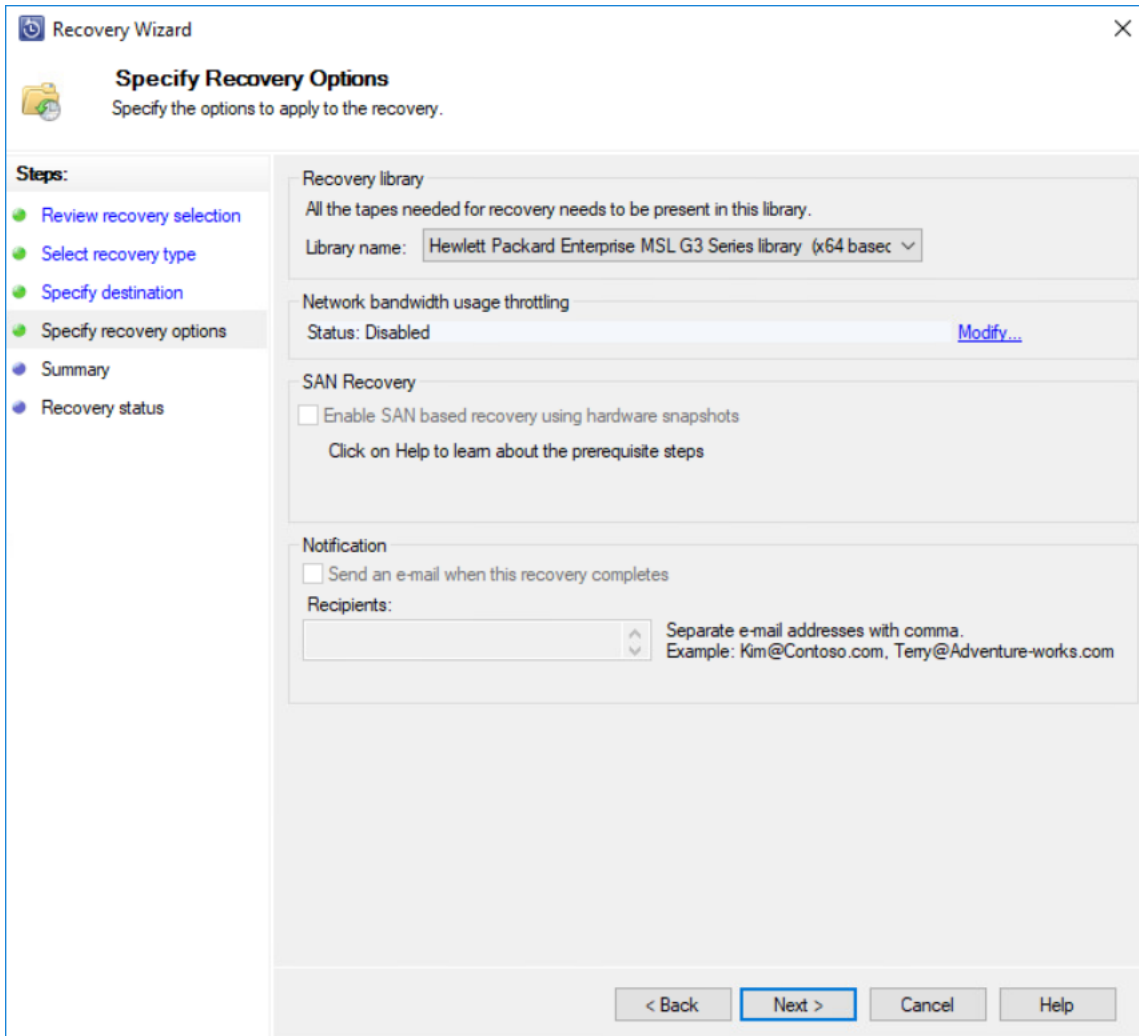 Recovery Wizard
Specify Recovery Options
Specify the options to apply to the recovery.
Steps:
Review recovery selection
Select recovery type
Specify destination
Specify recovery options
Summary
Recovery status
Recovery library
All the tapes needed for recovery needs to be present in this library.
Library name: Hewlett Packard Enterprise MSL G3 Series library (x64 basec
Network bandwidth usage throttling
Status: Disabled Modify...
SAN Recovery
Enable SAN based recovery using hardware snapshots
Click on Help to learn about the prerequisite steps
Notification
Send an e-mail when this recovery completes
Recipients:
Separate e-mail addresses with comma.
Example: Kim@Contoso.com, Terry@Adventure-works.com
< Back Next > Cancel Help